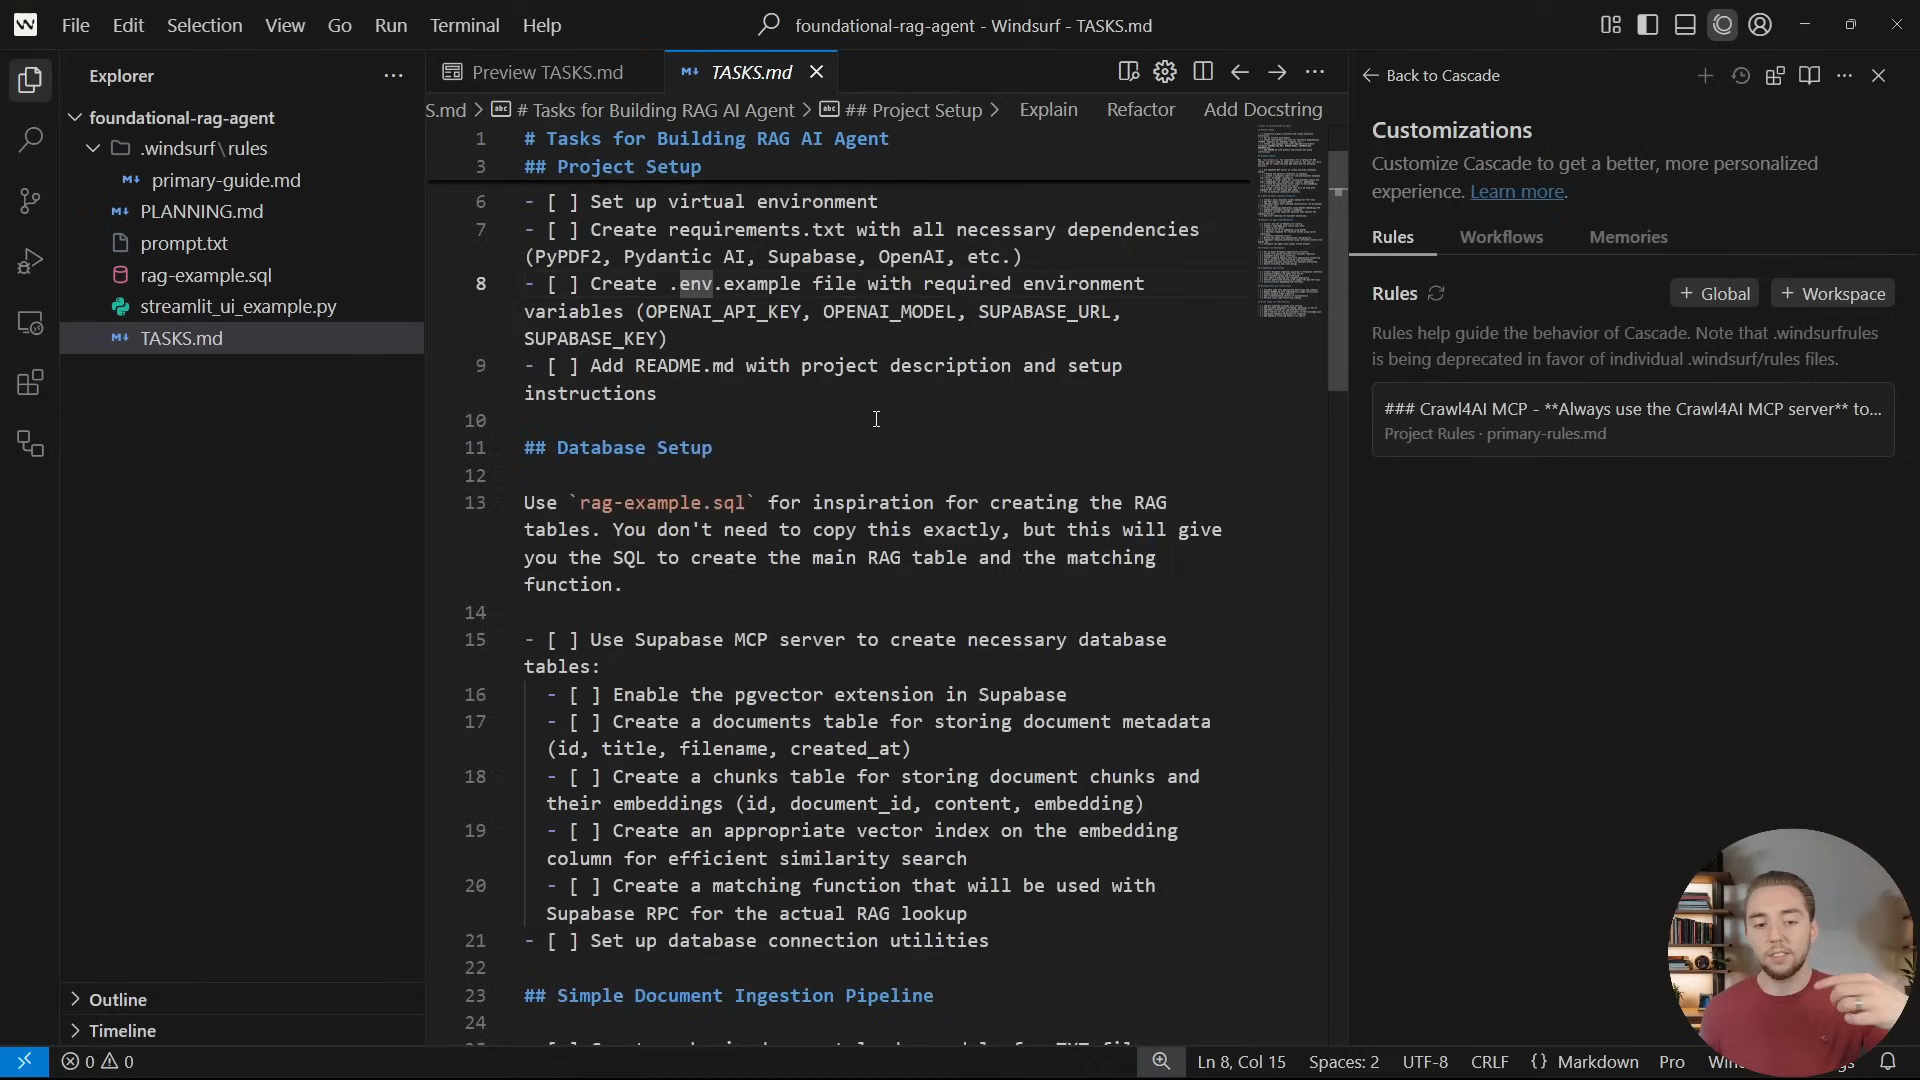 File Edit Selection View Go Run Terminal Help
foundational-rag-agent - Windsurf - TASKS.md
Explorer
foundational-rag-agent
.windsurf\rules
primary-guide.md
PLANNING.md
prompt.txt
rag-example.sql
streamlit_ui_example.py
TASKS.md
Outline
Timeline
Preview TASKS.md
TASKS.md
S.md > # Tasks for Building RAG AI Agent > ## Project Setup > Explain Refactor Add Docstring
1 # Tasks for Building RAG AI Agent
3 ## Project Setup
6 - [ ] Set up virtual environment
7 - [ ] Create requirements.txt with all necessary dependencies
(PyPDF2, Pydantic AI, Supabase, OpenAI, etc.)
8 - [ ] Create .env.example file with required environment
variables (OPENAI_API_KEY, OPENAI_MODEL, SUPABASE_URL,
SUPABASE_KEY)
9 - [ ] Add README.md with project description and setup
instructions
10
11 ## Database Setup
12
13 Use `rag-example.sql` for inspiration for creating the RAG
tables. You don't need to copy this exactly, but this will give
you the SQL to create the main RAG table and the matching
function.
14
15 - [ ] Use Supabase MCP server to create necessary database
tables:
16 - [ ] Enable the pgvector extension in Supabase
17 - [ ] Create a documents table for storing document metadata
(id, title, filename, created_at)
18 - [ ] Create a chunks table for storing document chunks and
their embeddings (id, document_id, content, embedding)
19 - [ ] Create an appropriate vector index on the embedding
column for efficient similarity search
20 - [ ] Create a matching function that will be used with
Supabase RPC for the actual RAG lookup
21 - [ ] Set up database connection utilities
22
23 ## Simple Document Ingestion Pipeline
24
Back to Cascade
Customizations
Customize Cascade to get a better, more personalized
experience. Learn more.
Rules Workflows Memories
Rules
+ Global
+ Workspace
Rules help guide the behavior of Cascade. Note that .windsurfrules
is being deprecated in favor of individual .windsurf/rules files.
### Crawl4AI MCP - **Always use the Crawl4AI MCP server** to...
Project Rules · primary-rules.md
0 0
Ln 8, Col 15 Spaces: 2 UTF-8 CRLF {} Markdown Pro